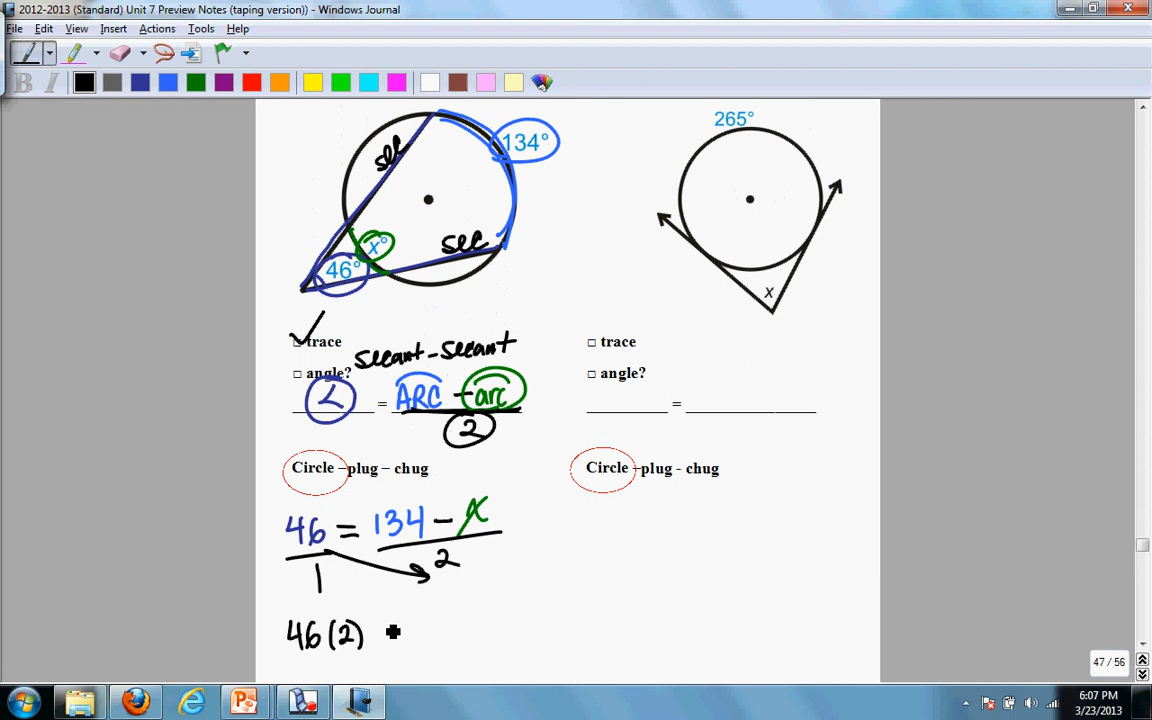 2012-2013 (Standard) Unit 7 Preview Notes (taping version)) - Windows Journal
File Edit View Insert Actions Tools Help
B I
134°
sec
x°
sec
46°
265°
x
□ trace
secant - secant
□ angle?
∠ = ARC - arc
2
Circle – plug – chug
46 = 134 - x
1 2
46(2)
□ trace
□ angle?
________ = ________
Circle – plug - chug
47 / 56
6:07 PM
3/23/2013